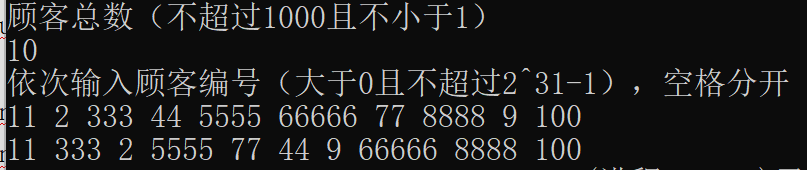 顾客总数（不超过1000且不小于1）
10
依次输入顾客编号（大于0且不超过2^31-1），空格分开
11 2 333 44 5555 66666 77 8888 9 100
11 333 2 5555 77 44 9 66666 8888 100